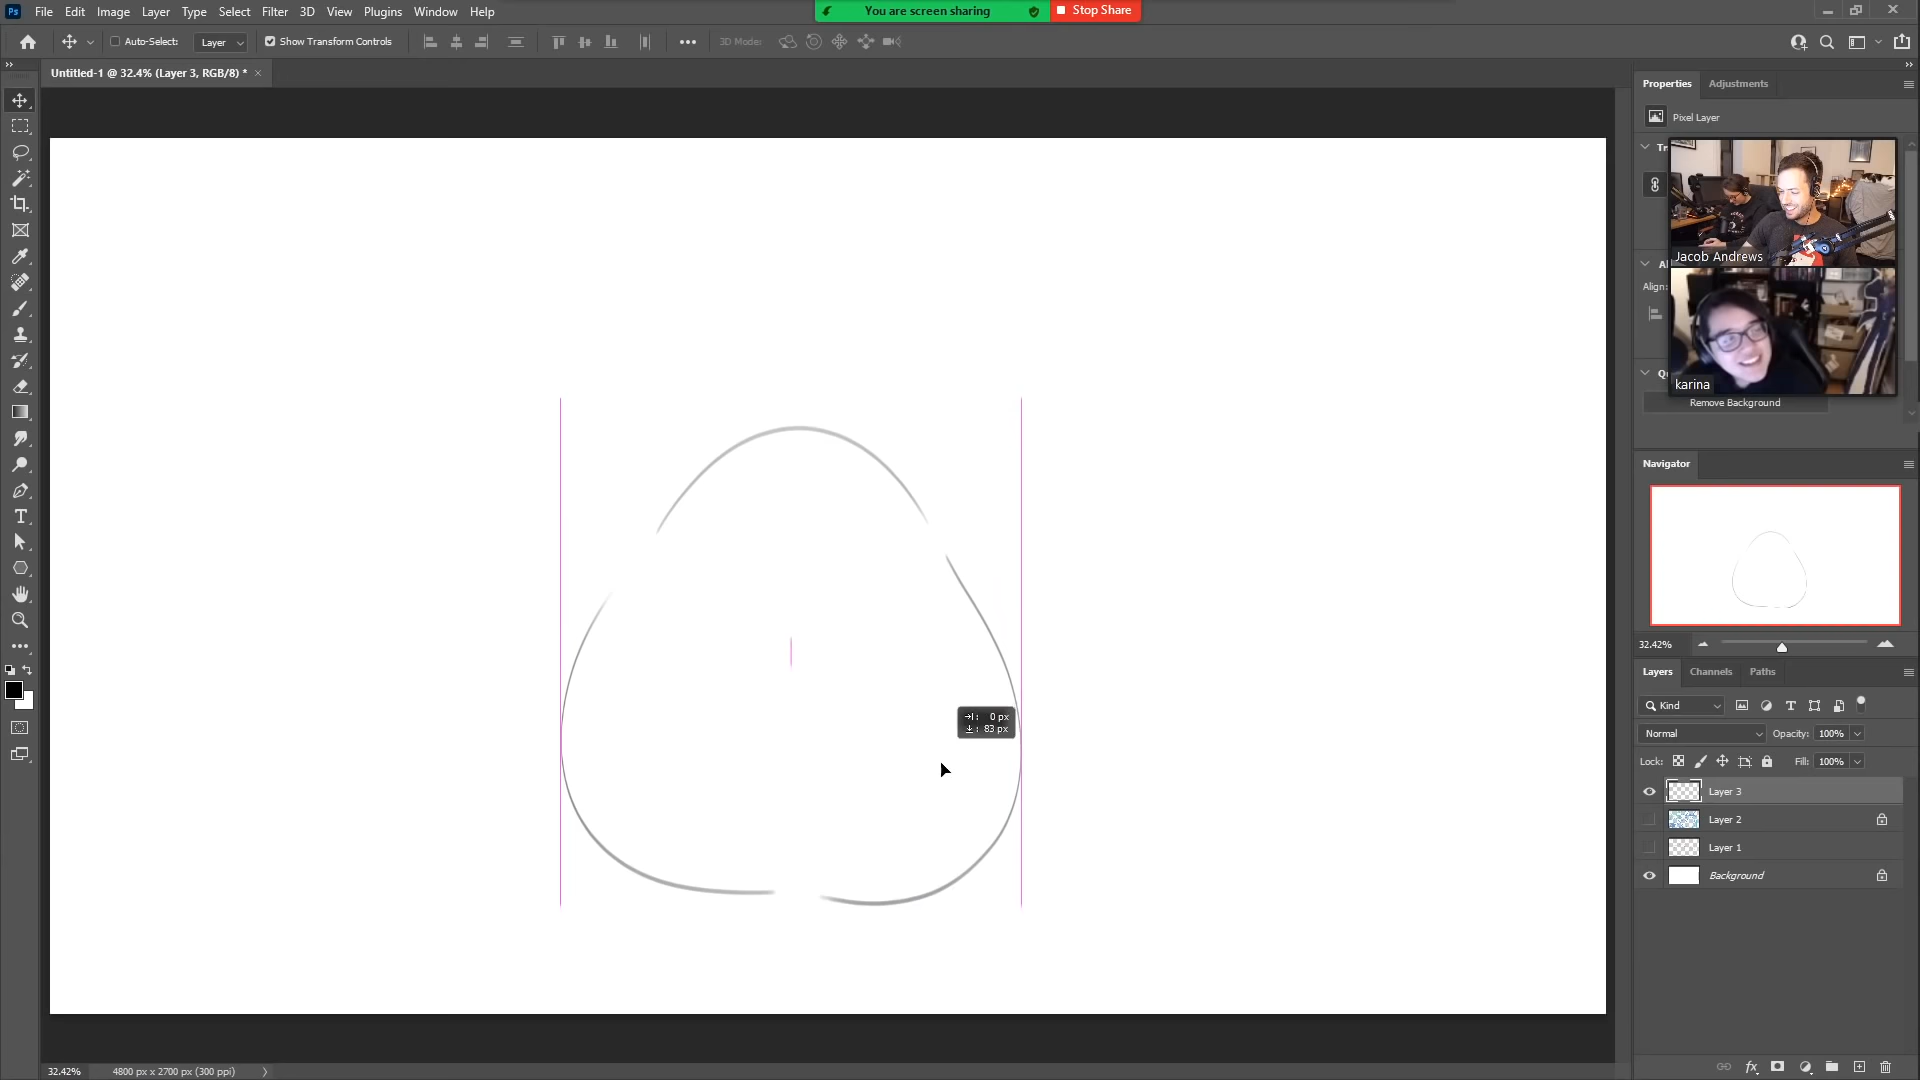 Ps File Edit Image Layer Type Select Filter 3D View Plugins Window Help
You are screen sharing Stop Share
Auto-Select: Layer Show Transform Controls 3D Mode:
Untitled-1 @ 32.4% (Layer 3, RGB/8) *
Properties Adjustments
Pixel Layer
Tr
Jacob Andrews
Al
Align:
karina
Q
Remove Background
Navigator
32.42%
Layers Channels Paths
Kind
Normal Opacity: 100%
Lock: Fill: 100%
Layer 3
Layer 2
Layer 1
Background
0 px
83 px
32.42% 4800 px x 2700 px (300 ppi)